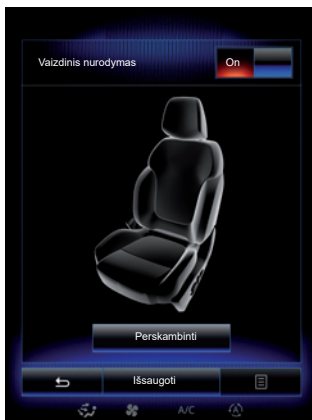 Vaizdinis nurodymas
On
Perskambinti
Išsaugoti
A/C
A